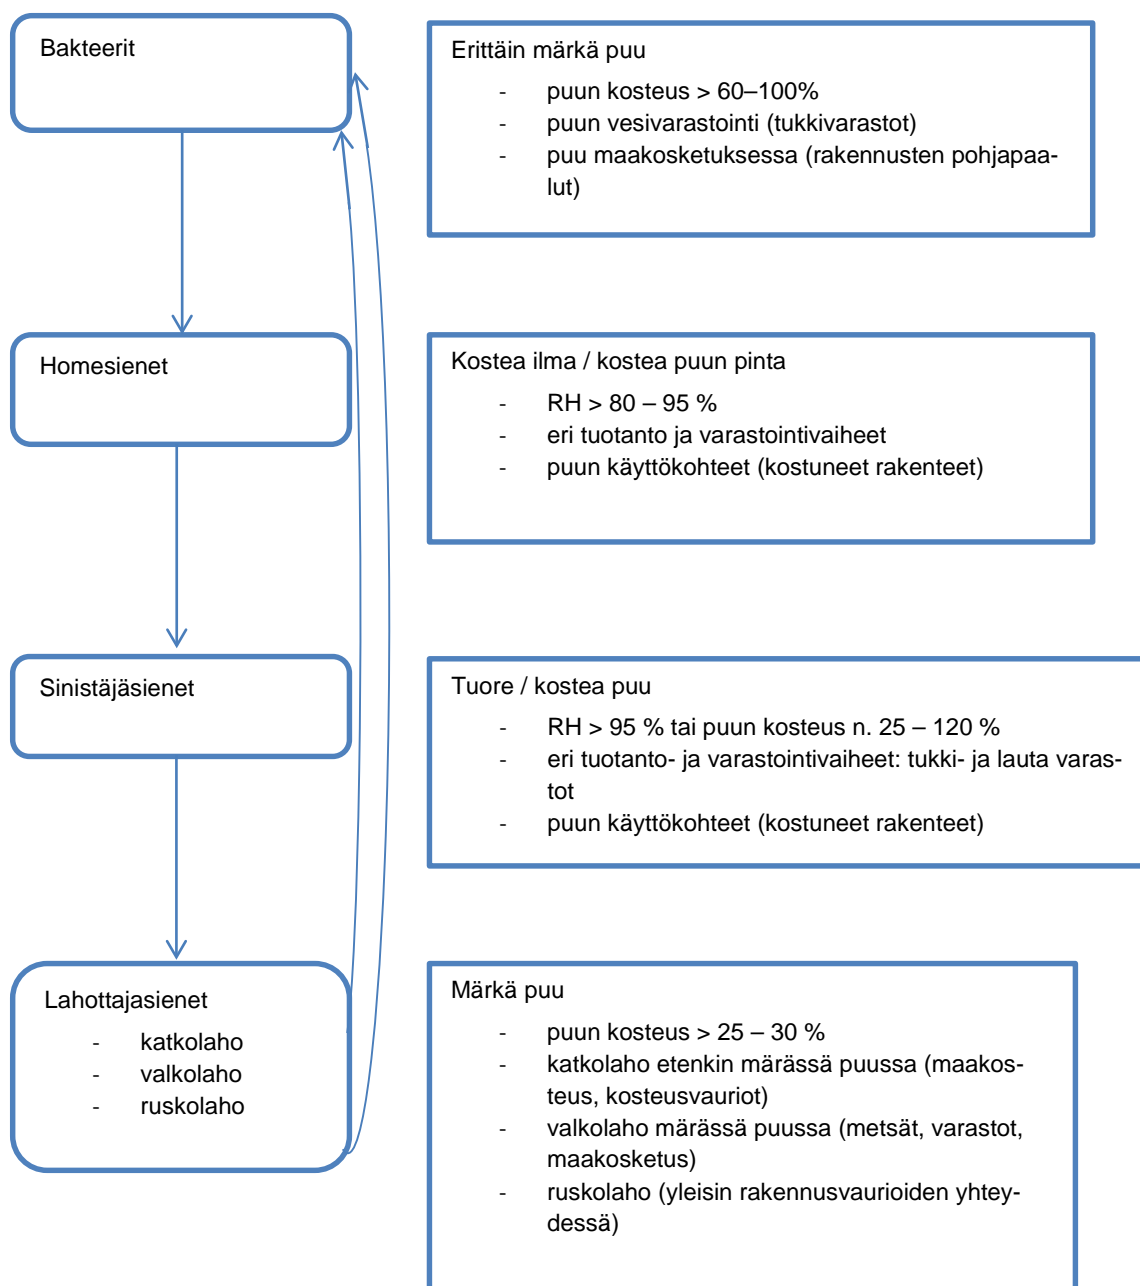 Bakteerit
Erittäin märkä puu
- puun kosteus > 60–100%
- puun vesivarastointi (tukkivarastot)
- puu maakosketuksessa (rakennusten pohjapaa-
lut)
Homesienet
Kostea ilma / kostea puun pinta
- RH > 80 – 95 %
- eri tuotanto ja varastointivaiheet
- puun käyttökohteet (kostuneet rakenteet)
Sinistäjäsienet
Tuore / kostea puu
- RH > 95 % tai puun kosteus n. 25 – 120 %
- eri tuotanto- ja varastointivaiheet: tukki- ja lauta varas-
tot
- puun käyttökohteet (kostuneet rakenteet)
Lahottajasienet
- katkolaho
- valkolaho
- ruskolaho
Märkä puu
- puun kosteus > 25 – 30 %
- katkolaho etenkin märässä puussa (maakos-
teus, kosteusvauriot)
- valkolaho märässä puussa (metsät, varastot,
maakosketus)
- ruskolaho (yleisin rakennusvaurioiden yhtey-
dessä)